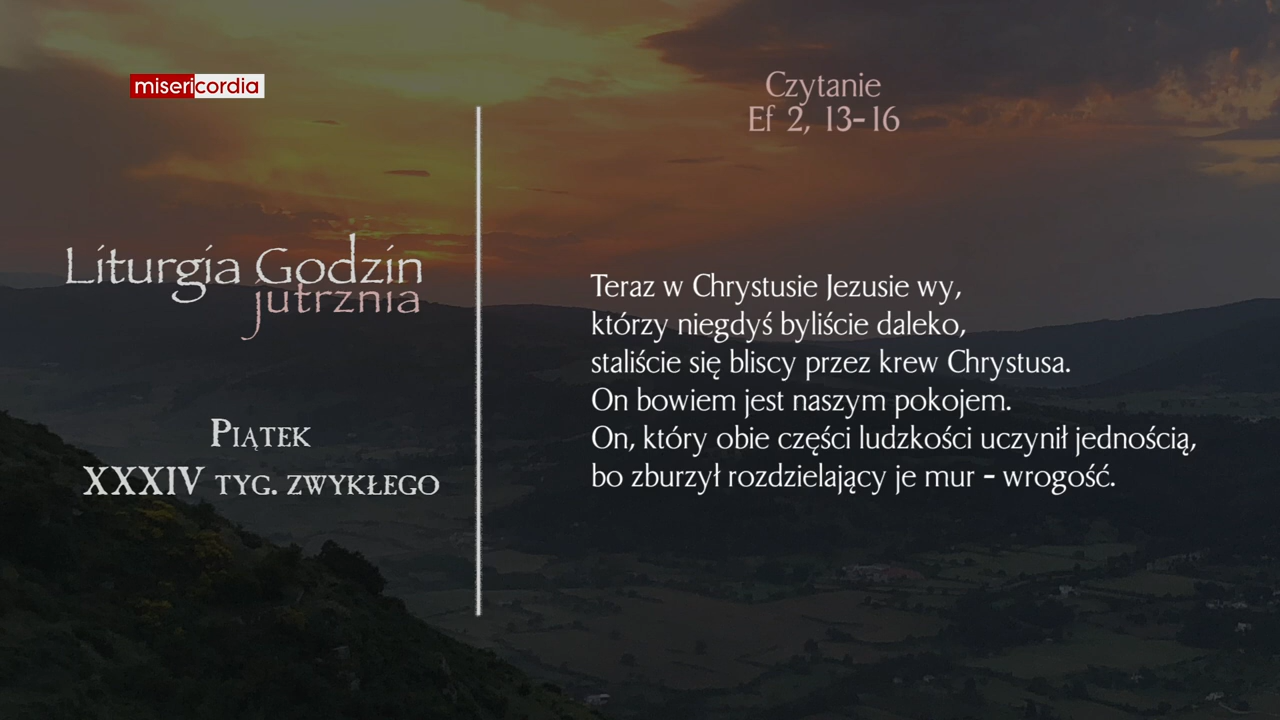 misericordia
Liturgia Godzin
jutrznia
Piątek
XXXIV tyg. zwykłego
Czytanie
Ef 2, 13-16
Teraz w Chrystusie Jezusie wy,
którzy niegdyś byliście daleko,
staliście się bliscy przez krew Chrystusa.
On bowiem jest naszym pokojem.
On, który obie części ludzkości uczynił jednością,
bo zburzył rozdzielający je mur - wrogość.